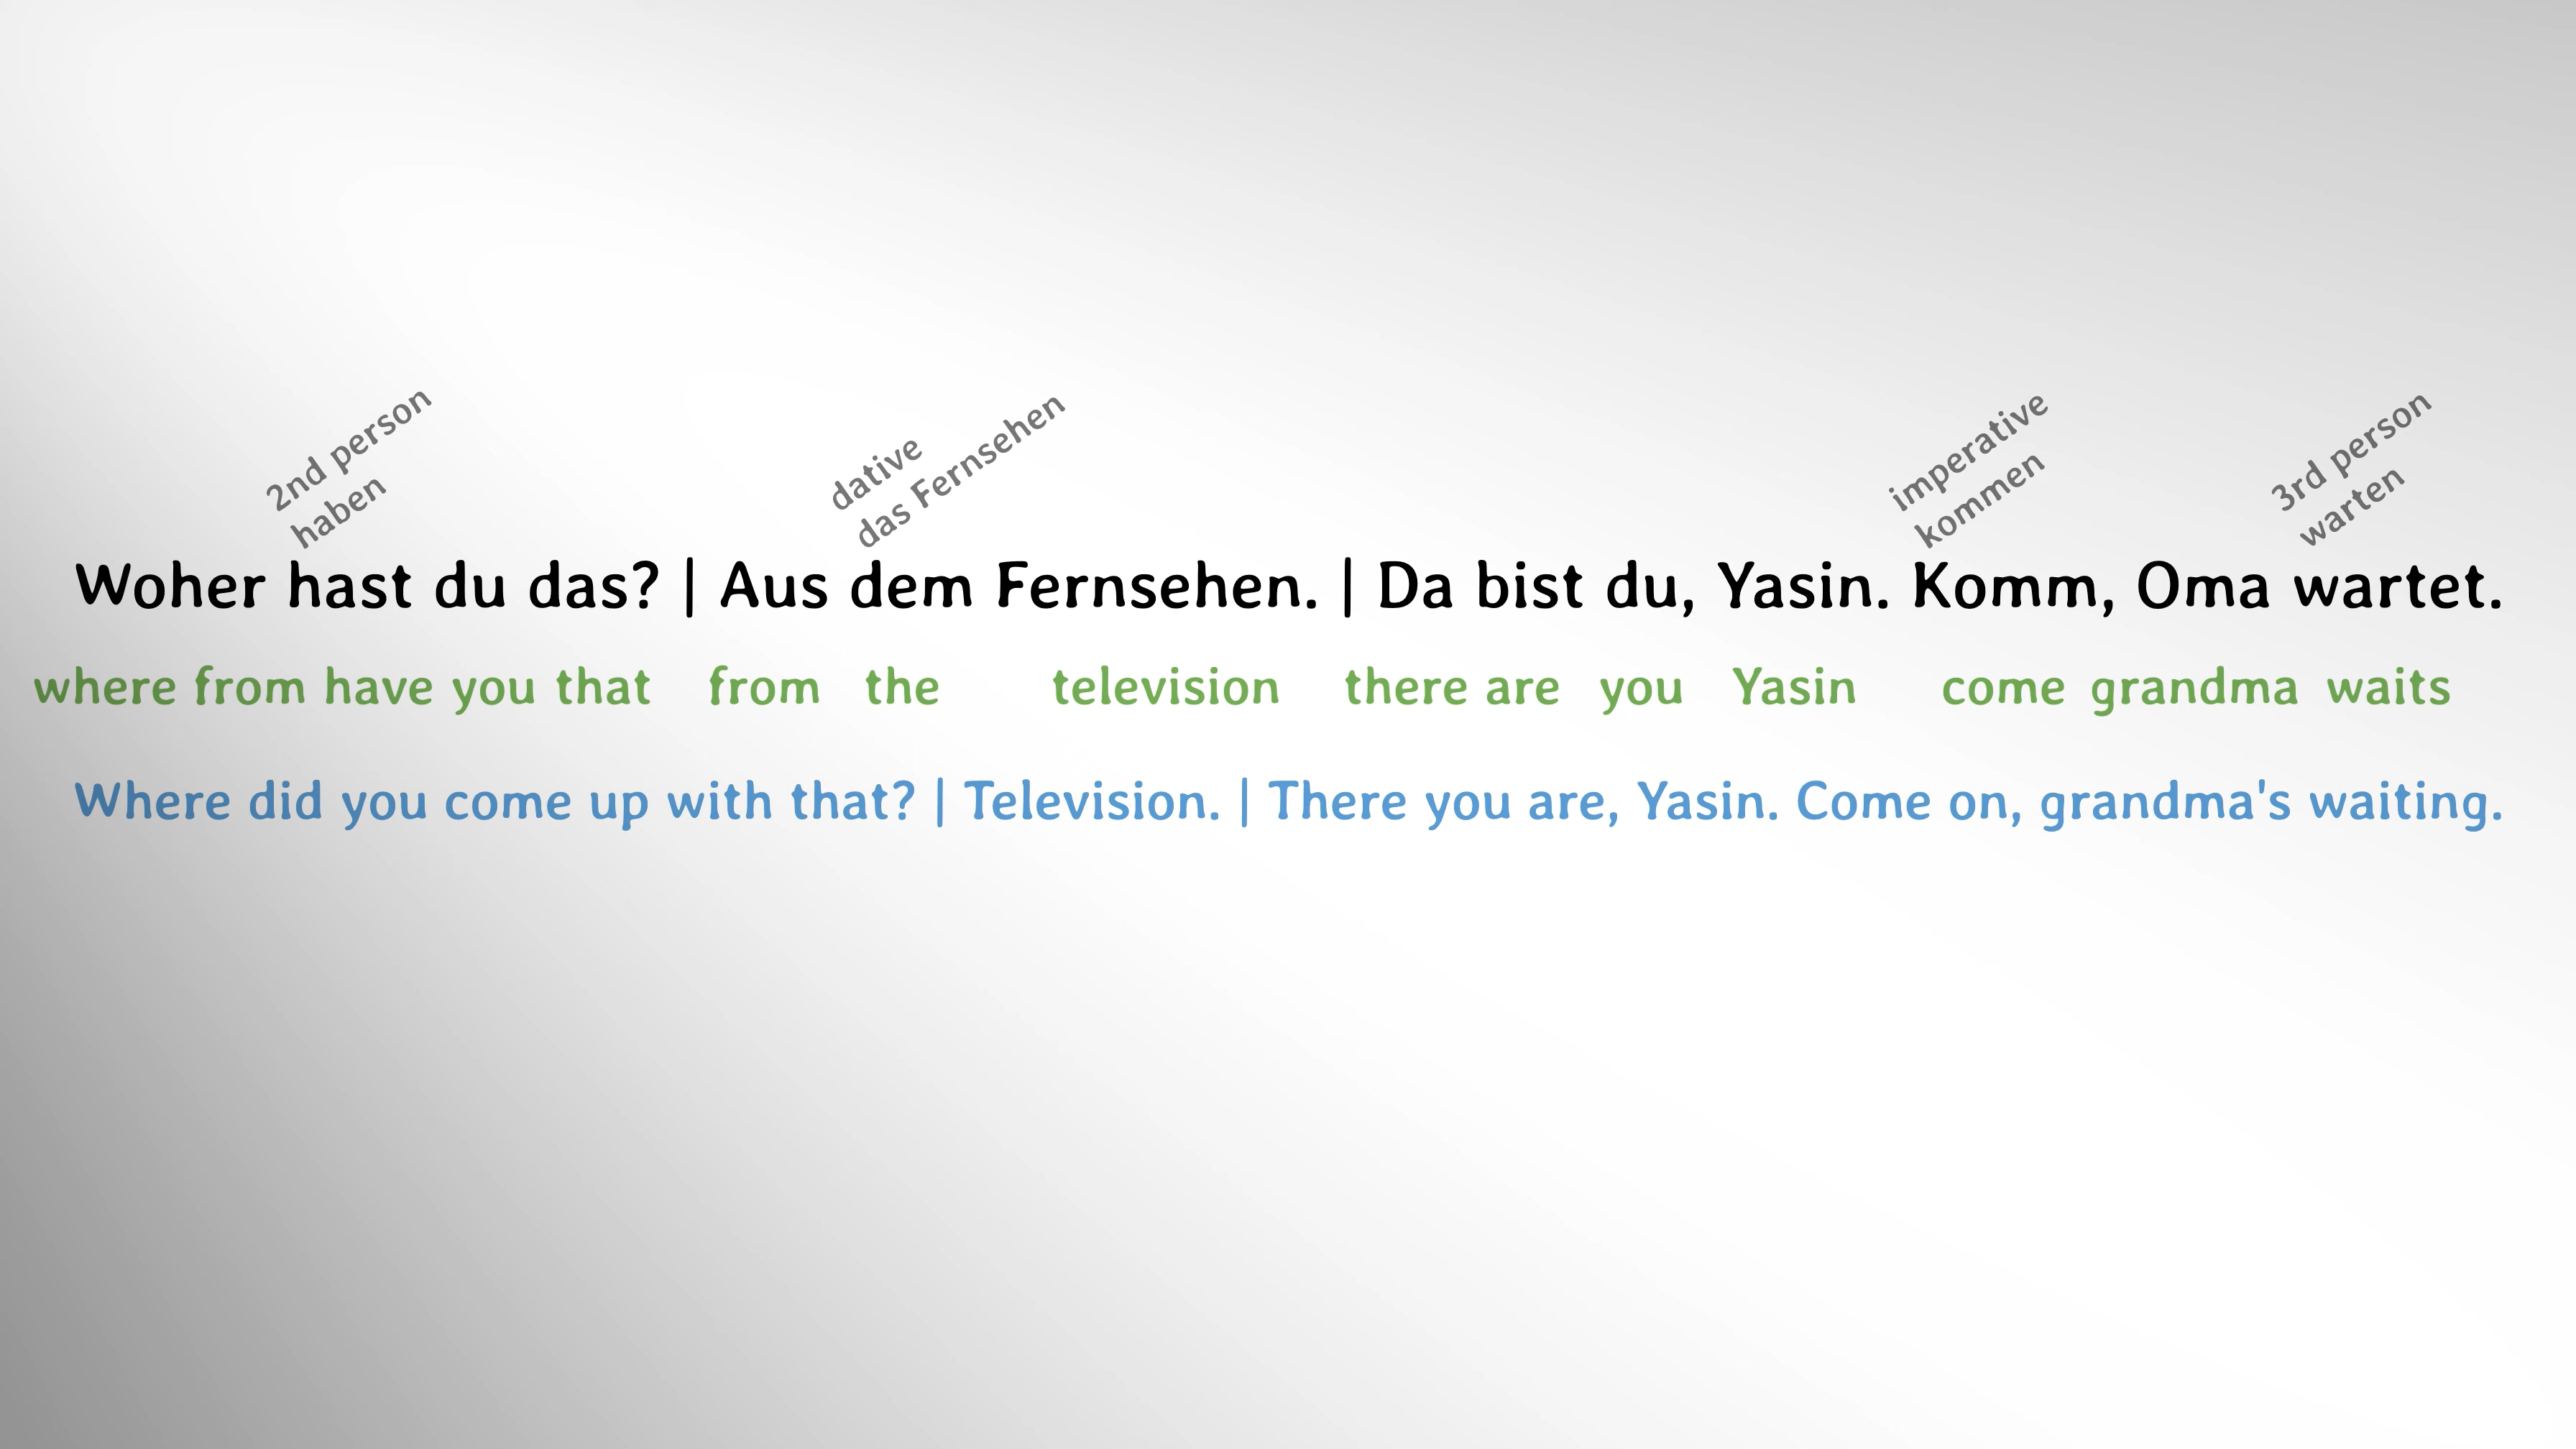 2nd person
haben
dative
das Fernsehen
imperative
kommen
3rd person
warten
Woher hast du das? | Aus dem Fernsehen. | Da bist du, Yasin. Komm, Oma wartet.
where from have you that from the television there are you Yasin come grandma waits
Where did you come up with that? | Television. | There you are, Yasin. Come on, grandma's waiting.